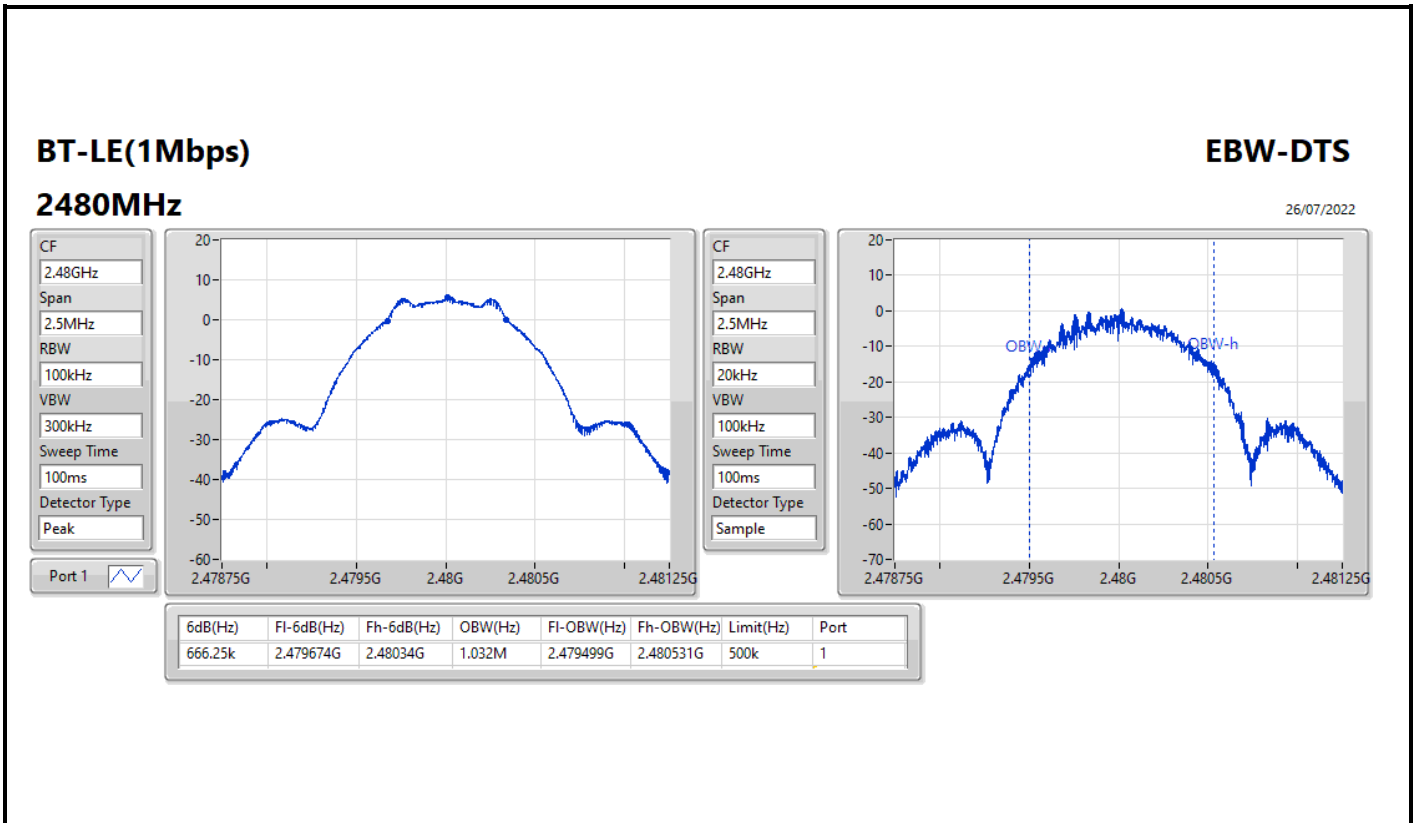 BT-LE(1Mbps)
EBW-DTS
2480MHz
26/07/2022
CF
2.48GHz
Span
2.5MHz
RBW
100kHz
VBW
300kHz
Sweep Time
100ms
Detector Type
Peak
Port 1
20
10
0
-10
-20
-30
-40
-50
-60
2.47875G 2.4795G 2.48G 2.4805G 2.48125G
CF
2.48GHz
Span
2.5MHz
RBW
20kHz
VBW
100kHz
Sweep Time
100ms
Detector Type
Sample
20
10
0
-10
OBW OBW-h
-20
-30
-40
-50
-60
-70
2.47875G 2.4795G 2.48G 2.4805G 2.48125G
6dB(Hz) Fl-6dB(Hz) Fh-6dB(Hz) OBW(Hz) Fl-OBW(Hz) Fh-OBW(Hz) Limit(Hz) Port
666.25k 2.479674G 2.48034G 1.032M 2.479499G 2.480531G 500k 1